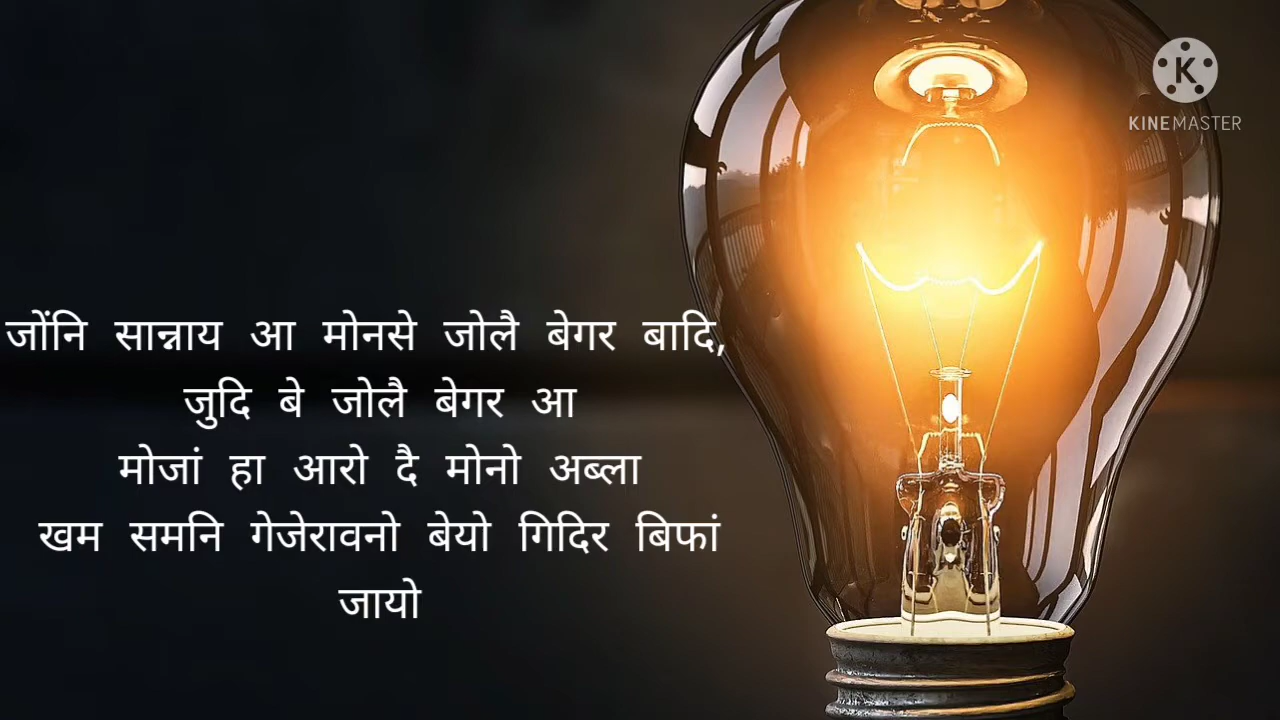 KINEMASTER
जोंनि सान्नाय आ मोनसे जोलै बेगर बादि,
जुदि बे जोलै बेगर आ
मोजां हा आरो दै मोनो अब्ला
खम समनि गेजेरावनो बेयो गिदिर बिफां
जायो